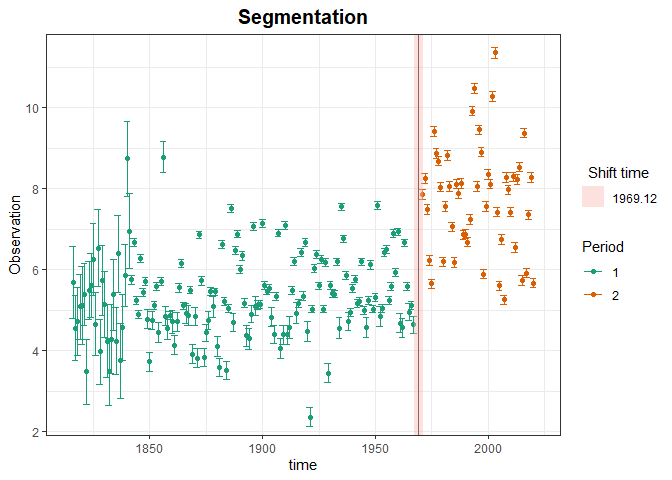 Segmentation
Observation
10
8
6
4
2
1850
1900
1950
2000
time
Shift time
1969.12
Period
1
2